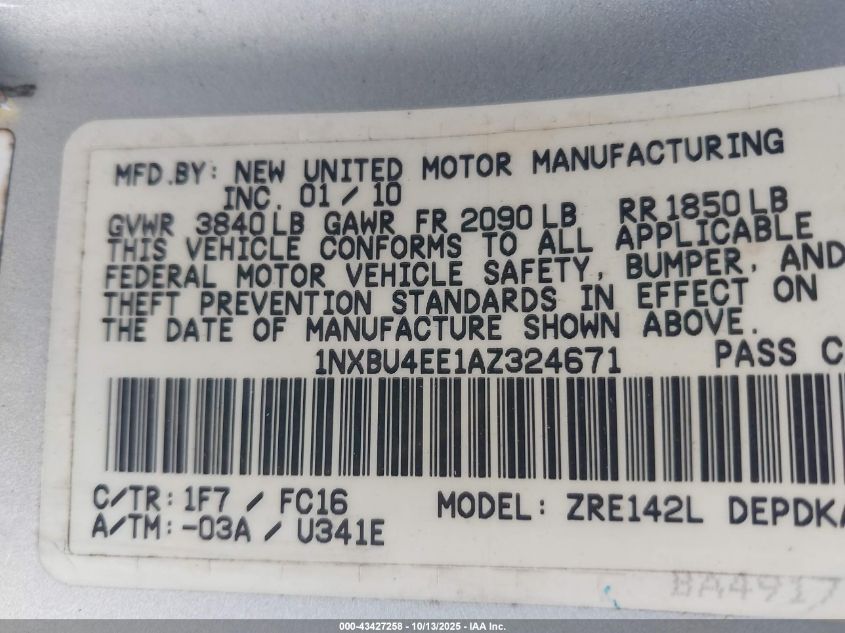 MFD.BY: NEW UNITED MOTOR MANUFACTURING
INC. 01 / 10
GVWR 3840 LB GAWR FR 2090 LB RR 1850 LB
THIS VEHICLE CONFORMS TO ALL APPLICABLE
FEDERAL MOTOR VEHICLE SAFETY, BUMPER, AND
THEFT PREVENTION STANDARDS IN EFFECT ON
THE DATE OF MANUFACTURE SHOWN ABOVE.
1NXBU4EE1AZ324671 PASS C
C/TR: 1F7 / FC16 MODEL: ZRE142L DEPDKA
A/TM: -03A / U341E
BA4917
000-43427258 - 10/13/2025 - IAA Inc.